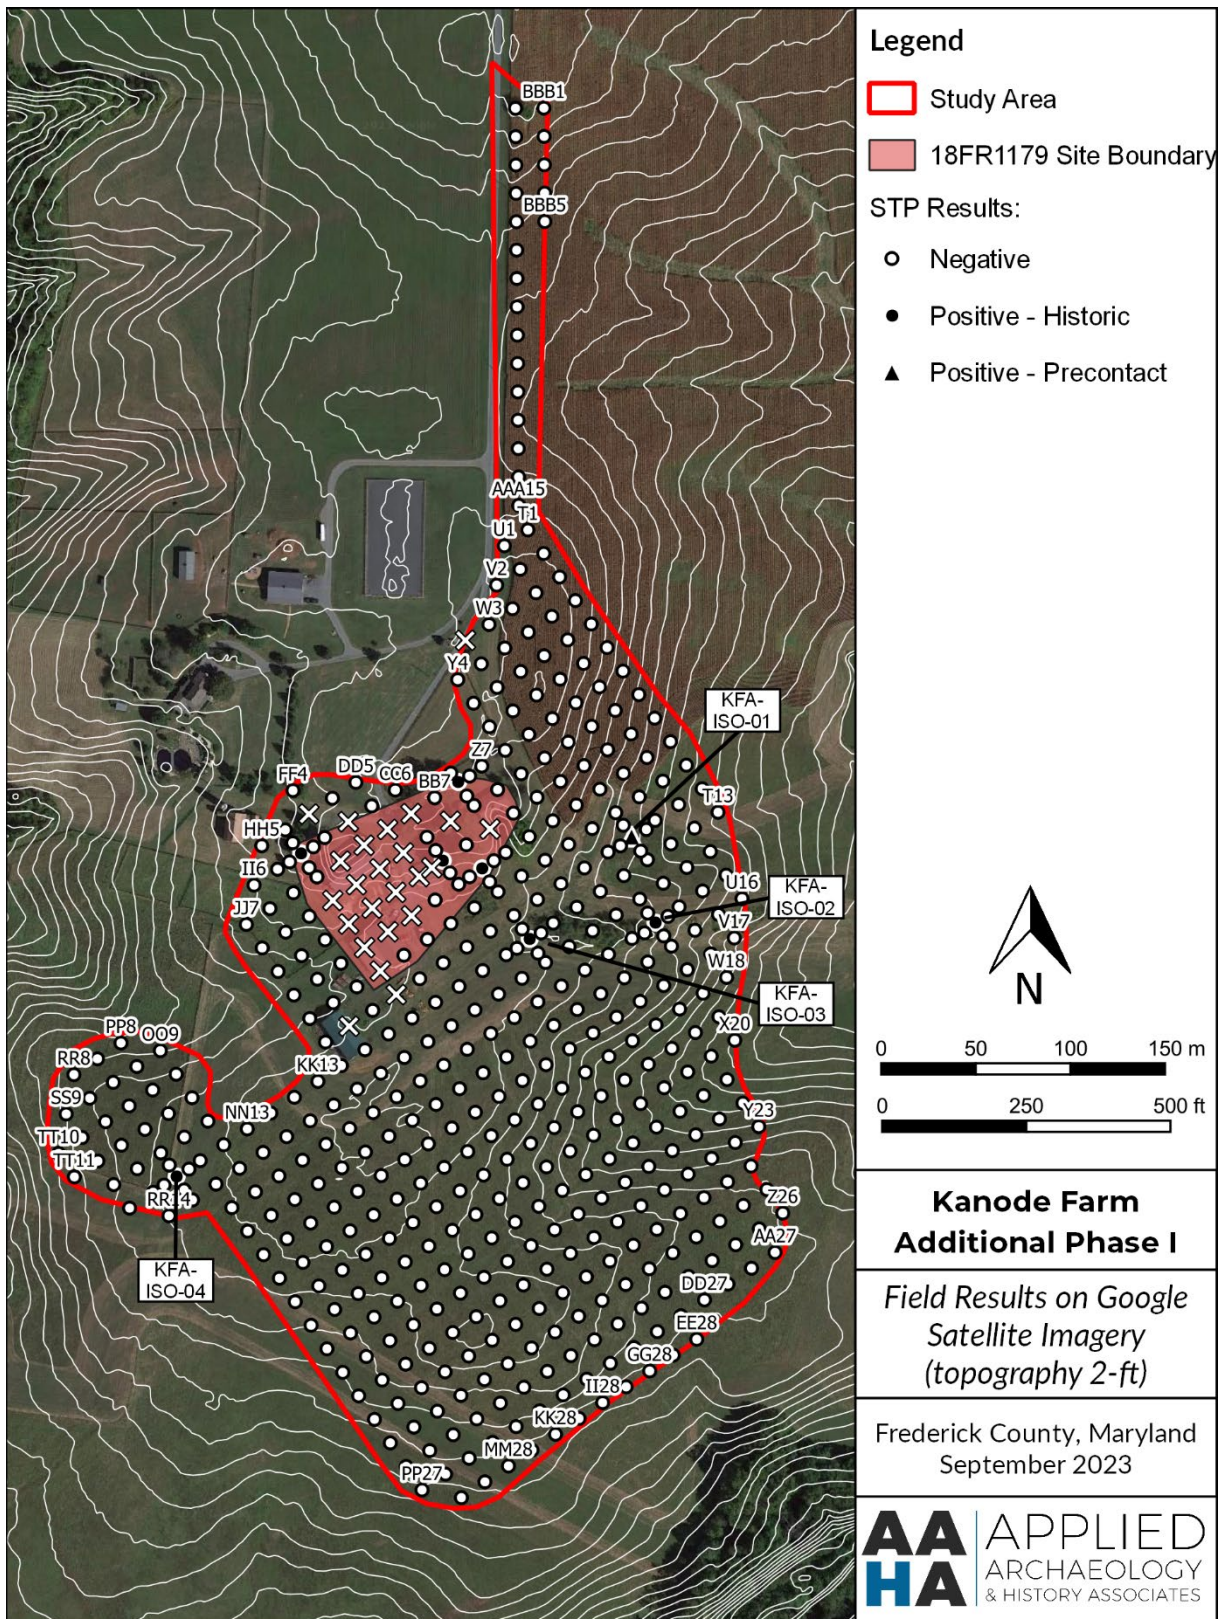 BBB1
BBB5
AAA15
T1
U1
V2
W3
Y4
KFA-
ISO-01
Z7
DD5
CC6
FF4
BB7
T13
HH5
II6
U16
KFA-
ISO-02
JJ7
V17
W18
KFA-
ISO-03
X20
PP8
OO9
RR8
KK13
SS9
NN13
Y23
TT10
TT11
RR14
Z26
AA27
KFA-
ISO-04
DD27
EE28
GG28
II28
KK28
MM28
PP27
Legend
Study Area
18FR1179 Site Boundary
STP Results:
Negative
Positive - Historic
Positive - Precontact
N
0 50 100 150 m
0 250 500 ft
Kanode Farm
Additional Phase I
Field Results on Google
Satellite Imagery
(topography 2-ft)
Frederick County, Maryland
September 2023
AA
HA
APPLIED
ARCHAEOLOGY
& HISTORY ASSOCIATES